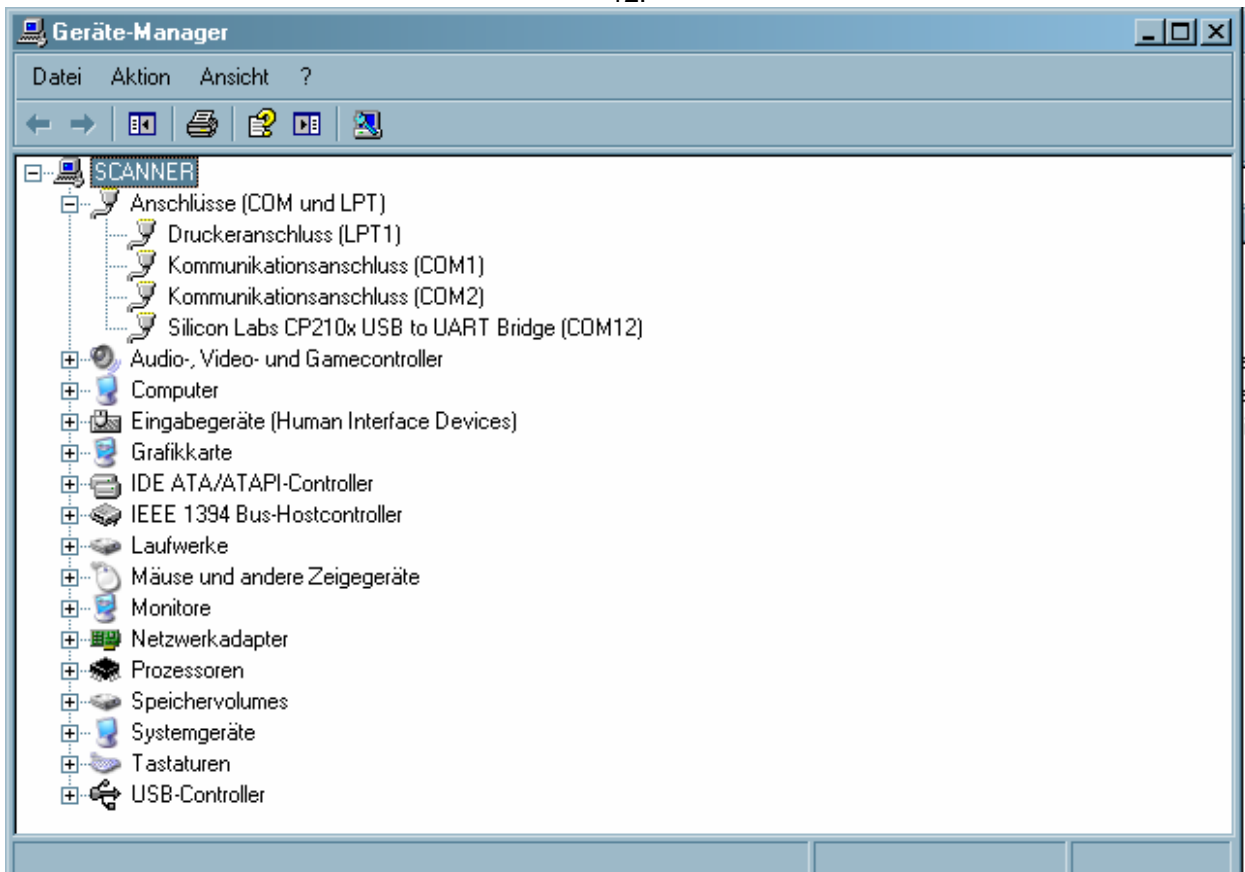 Geräte-Manager
Datei Aktion Ansicht ?
SCANNER
Anschlüsse (COM und LPT)
Druckeranschluss (LPT1)
Kommunikationsanschluss (COM1)
Kommunikationsanschluss (COM2)
Silicon Labs CP210x USB to UART Bridge (COM12)
Audio-, Video- und Gamecontroller
Computer
Eingabegeräte (Human Interface Devices)
Grafikkarte
IDE ATA/ATAPI-Controller
IEEE 1394 Bus-Hostcontroller
Laufwerke
Mäuse und andere Zeigegeräte
Monitore
Netzwerkadapter
Prozessoren
Speichervolumes
Systemgeräte
Tastaturen
USB-Controller